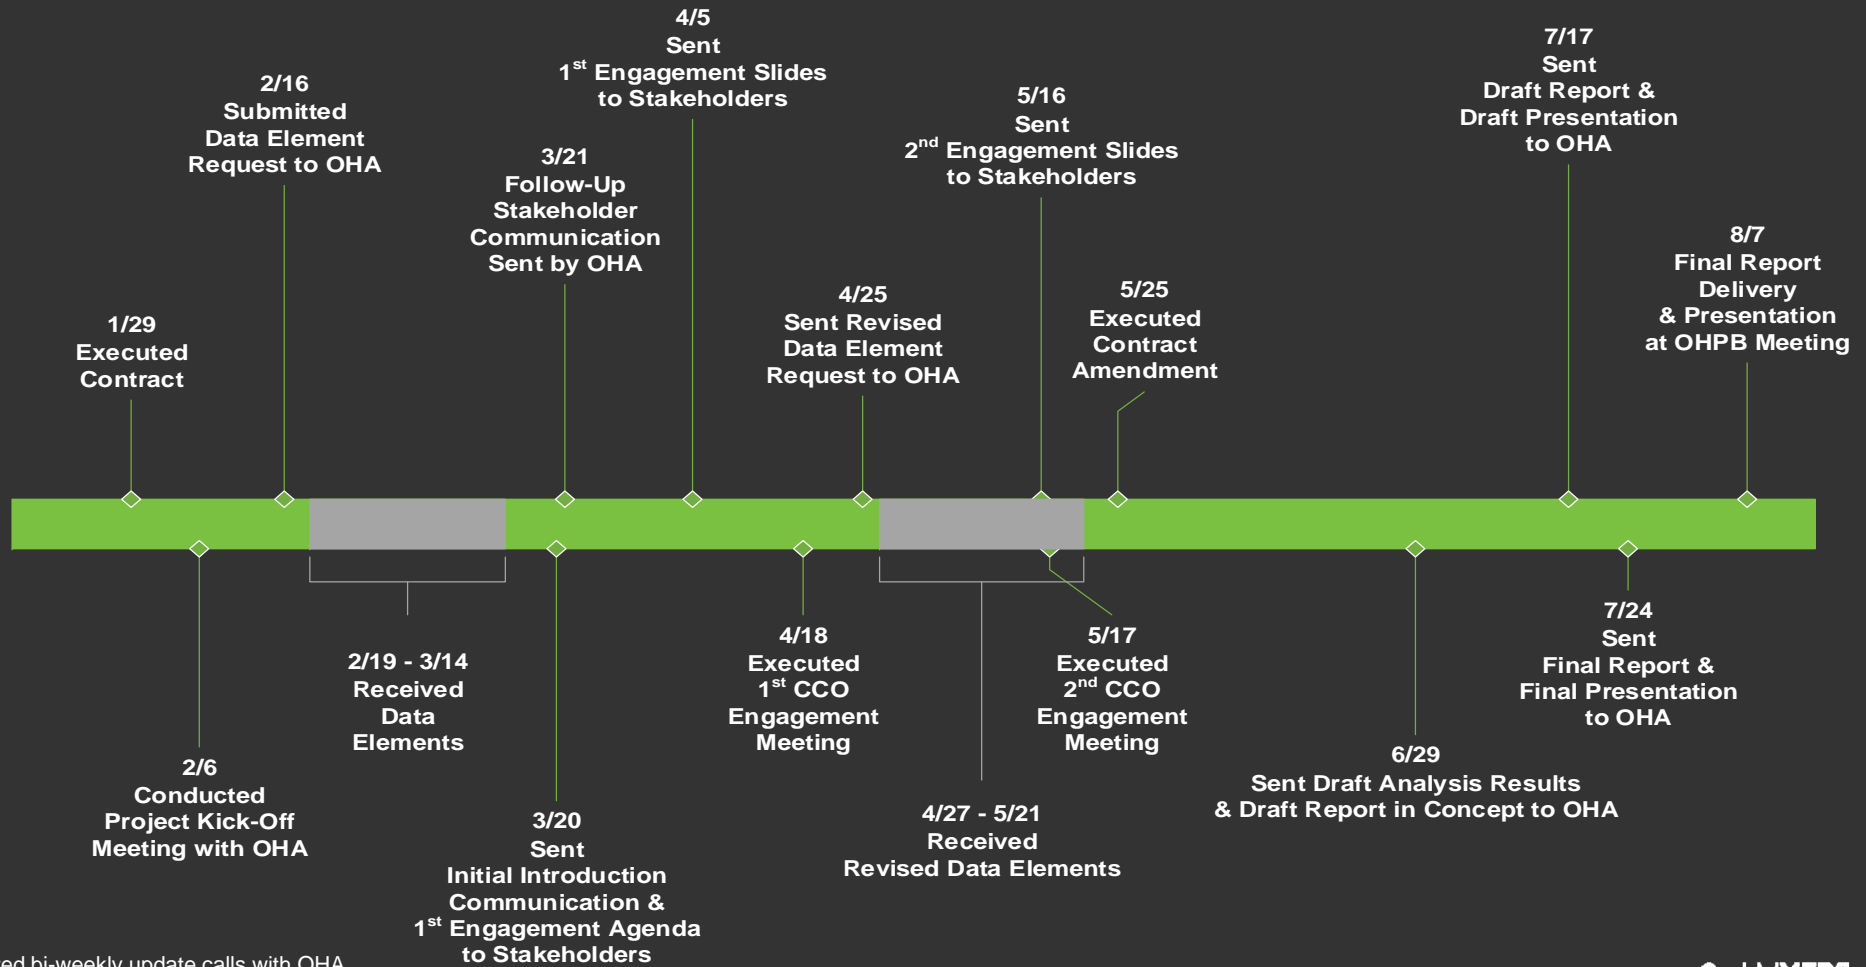 4/5
Sent
1st Engagement Slides
to Stakeholders
7/17
Sent
Draft Report &
Draft Presentation
to OHA
2/16
Submitted
Data Element
Request to OHA
5/16
Sent
2nd Engagement Slides
to Stakeholders
3/21
Follow-Up
Stakeholder
Communication
Sent by OHA
8/7
Final Report
Delivery
& Presentation
at OHPB Meeting
1/29
Executed
Contract
4/25
Sent Revised
Data Element
Request to OHA
5/25
Executed
Contract
Amendment
2/19 - 3/14
Received
Data
Elements
4/18
Executed
1st CCO
Engagement
Meeting
5/17
Executed
2nd CCO
Engagement
Meeting
7/24
Sent
Final Report &
Final Presentation
to OHA
2/6
Conducted
Project Kick-Off
Meeting with OHA
3/20
Sent
Initial Introduction
Communication &
1st Engagement Agenda
to Stakeholders
4/27 - 5/21
Received
Revised Data Elements
6/29
Sent Draft Analysis Results
& Draft Report in Concept to OHA
bi-weekly update calls with OHA